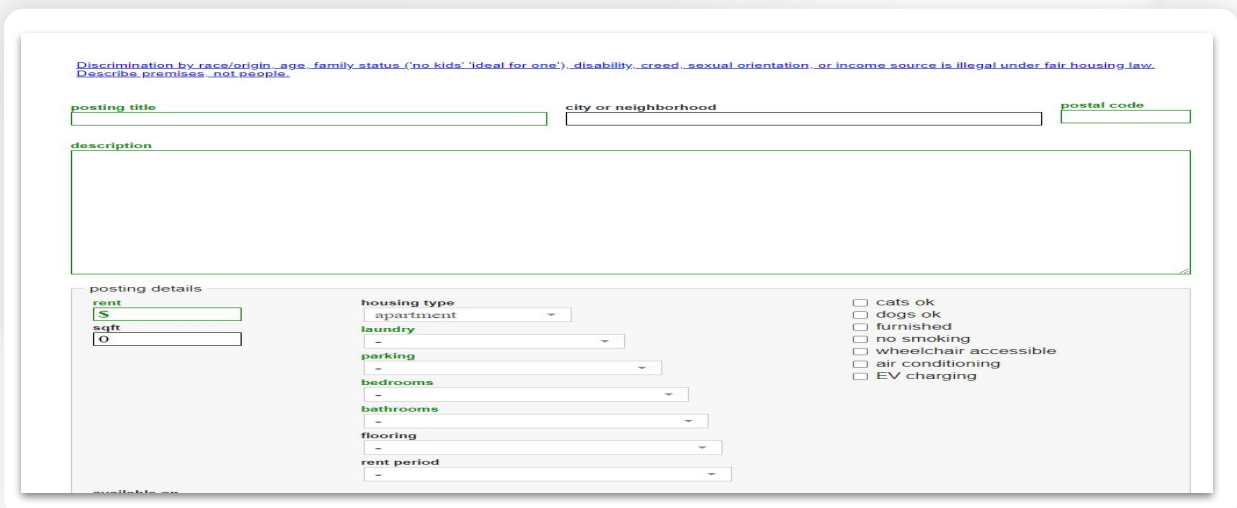 Discrimination by race/origin, age, family status ('no kids' 'ideal for one'), disability, creed, sexual orientation, or income source is illegal under fair housing law.
Describe premises, not people.
posting title
city or neighborhood
postal code
description
posting details
rent
$
sqft
0
housing type
apartment
laundry
-
parking
-
bedrooms
-
bathrooms
-
flooring
-
rent period
-
cats ok
dogs ok
furnished
no smoking
wheelchair accessible
air conditioning
EV charging
available on